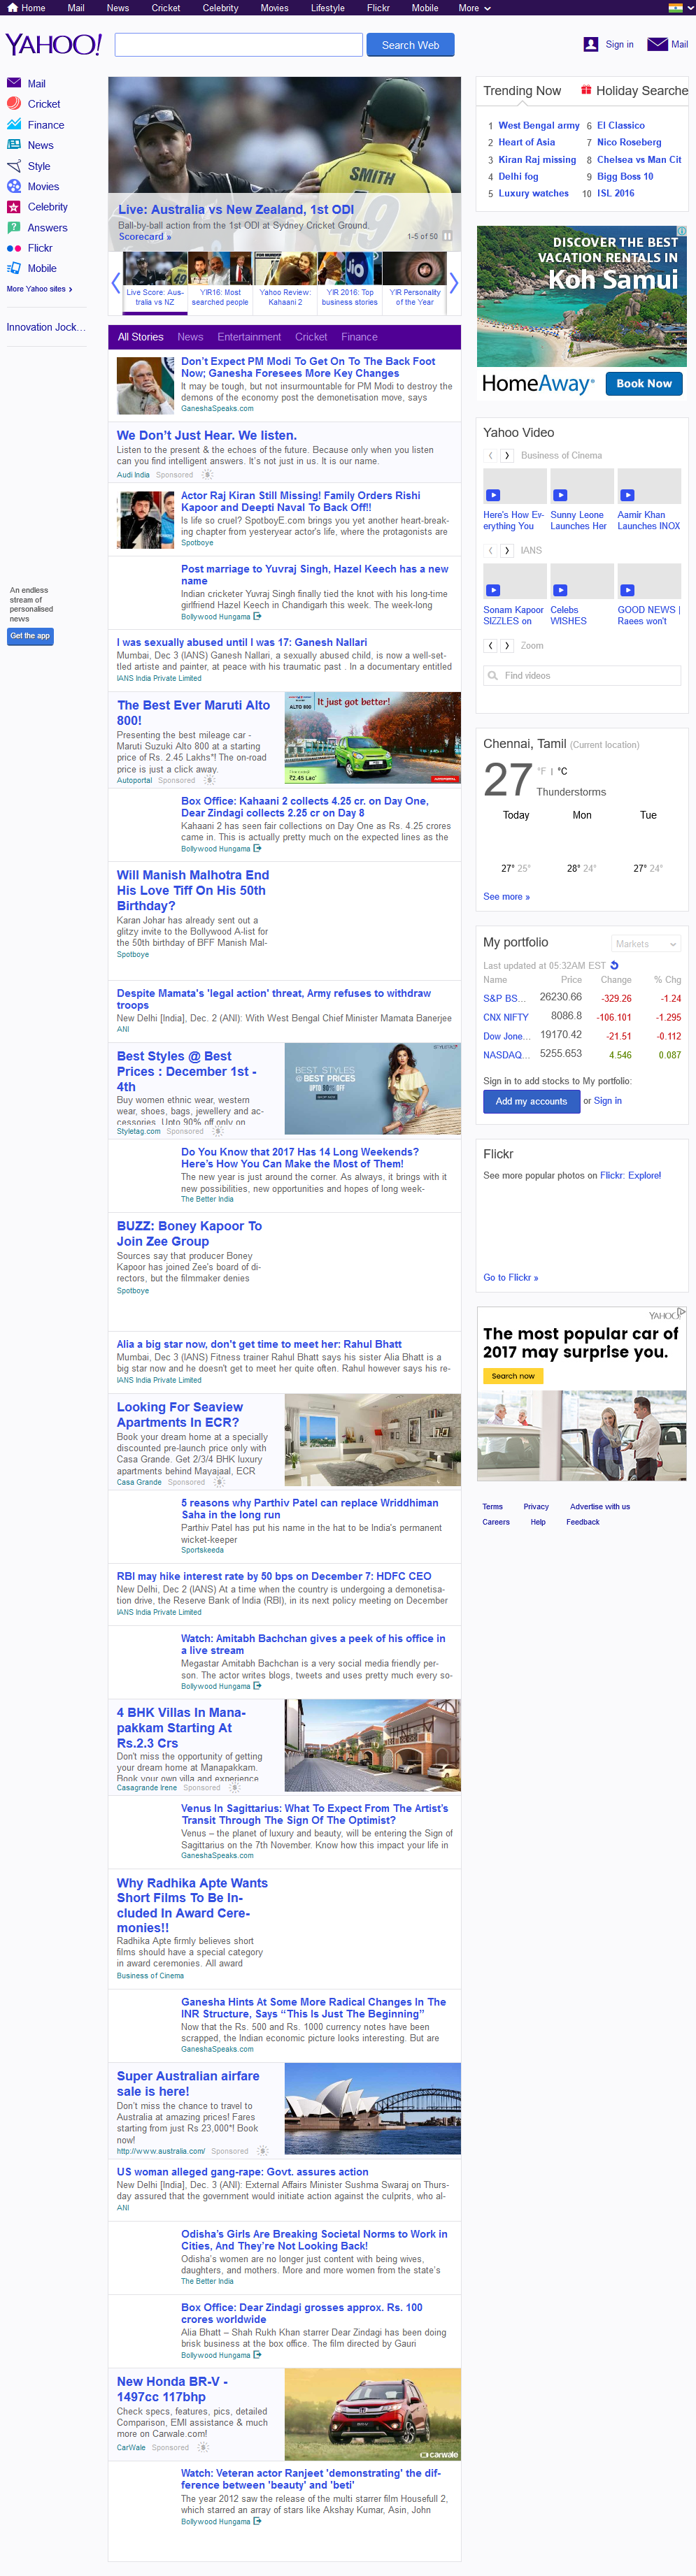 Home Mail News Cricket Celebrity Movies Lifestyle Flickr Mobile More
YAHOO!
Search Web
Sign in
Mail
Mail
Cricket
Finance
News
Style
Movies
Celebrity
Answers
Flickr
Mobile
More Yahoo sites ›
Innovation Jock...
An endless
stream of
personalised
news
Get the app
SMITH
49
Live: Australia vs New Zealand, 1st ODI
Ball-by-action from the 1st ODI at Sydney Cricket Ground.
Scorecard »
1-5 of 50
Live Score: Aus-
tralia vs NZ
YIR16: Most
searched people
Yahoo Review:
Kahaani 2
YIR 2016: Top
business stories
YIR Personality
of the Year
All Stories News Entertainment Cricket Finance
Don't Expect PM Modi To Get On To The Back Foot
Now; Ganesha Foresees More Key Changes
It may be tough, but not insurmountable for PM Modi to destroy the
demons of the economy post the demonetisation move, says
GaneshaSpeaks.com
We Don't Just Hear. We listen.
Listen to the present & the echoes of the future. Because only when you listen
can you find intelligent answers. It's not just in us. It is our name.
Audi India Sponsored
Actor Raj Kiran Still Missing! Family Orders Rishi
Kapoor and Deepti Naval To Back Off!!
Is life so cruel? SpotboyE.com brings you yet another heart-break-
ing chapter from yesteryear actor's life, where the protagonists are
Spotboye
Post marriage to Yuvraj Singh, Hazel Keech has a new
name
Indian cricketer Yuvraj Singh finally tied the knot with his long-time
girlfriend Hazel Keech in Chandigarh this week. The week-long
Bollywood Hungama
I was sexually abused until I was 17: Ganesh Nallari
Mumbai, Dec 3 (IANS) Ganesh Nallari, a sexually abused child, is now a well-set-
tled artiste and painter, at peace with his traumatic past . In a documentary entitled
IANS India Private Limited
The Best Ever Maruti Alto
800!
Presenting the best mileage car -
Maruti Suzuki Alto 800 at a starting
price of Rs. 2.45 Lakhs*! The on-road
price is just a click away.
Autoportal Sponsored
ALTO 800
It just got better!
₹2.45 Lac
Box Office: Kahaani 2 collects 4.25 cr. on Day One,
Dear Zindagi collects 2.25 cr on Day 8
Kahaani 2 has seen fair collections on Day One as Rs. 4.25 crores
came in. This is actually pretty much on the expected lines as the
Bollywood Hungama
Will Manish Malhotra End
His Love Tiff On His 50th
Birthday?
Karan Johar has already sent out a
glitzy invite to the Bollywood A-list for
the 50th birthday of BFF Manish Mal-
Spotboye
Despite Mamata's 'legal action' threat, Army refuses to withdraw
troops
New Delhi [India], Dec. 2 (ANI): With West Bengal Chief Minister Mamata Banerjee
ANI
Best Styles @ Best
Prices : December 1st -
4th
Buy women ethnic wear, western
wear, shoes, bags, jewellery and ac-
cessories. Upto 90% off only on
Styletag.com Sponsored
BEST STYLES
@ BEST PRICES
UPTO 90% OFF
Do You Know that 2017 Has 14 Long Weekends?
Here's How You Can Make the Most of Them!
The new year is just around the corner. As always, it brings with it
new possibilities, new opportunities and hopes of long week-
The Better India
BUZZ: Boney Kapoor To
Join Zee Group
Sources say that producer Boney
Kapoor has joined Zee's board of di-
rectors, but the filmmaker denies
Spotboye
Alia a big star now, don't get time to meet her: Rahul Bhatt
Mumbai, Dec 3 (IANS) Fitness trainer Rahul Bhatt says his sister Alia Bhatt is a
big star now and he doesn't get to meet her quite often. Rahul however says his re-
IANS India Private Limited
Looking For Seaview
Apartments In ECR?
Book your dream home at a specially
discounted pre-launch price only with
Casa Grande. Get 2/3/4 BHK luxury
apartments behind Mayajaal, ECR
Casa Grande Sponsored
5 reasons why Parthiv Patel can replace Wriddhiman
Saha in the long run
Parthiv Patel has put his name in the hat to be India's permanent
wicket-keeper
Sportskeeda
RBI may hike interest rate by 50 bps on December 7: HDFC CEO
New Delhi, Dec 2 (IANS) At a time when the country is undergoing a demonetisa-
tion drive, the Reserve Bank of India (RBI), in its next policy meeting on December
IANS India Private Limited
Watch: Amitabh Bachchan gives a peek of his office in
a live stream
Megastar Amitabh Bachchan is a very social media friendly per-
son. The actor writes blogs, tweets and uses pretty much every so-
Bollywood Hungama
4 BHK Villas In Mana-
pakkam Starting At
Rs.2.3 Crs
Don't miss the opportunity of getting
your dream home at Manapakkam.
Book your own villa and experience
Casagrande Irene Sponsored
Venus In Sagittarius: What To Expect From The Artist's
Transit Through The Sign Of The Optimist?
Venus – the planet of luxury and beauty, will be entering the Sign of
Sagittarius on the 7th November. Know how this impact your life in
GaneshaSpeaks.com
Why Radhika Apte Wants
Short Films To Be In-
cluded In Award Cere-
monies!!
Radhika Apte firmly believes short
films should have a special category
in award ceremonies. All award
Business of Cinema
Ganesha Hints At Some More Radical Changes In The
INR Structure, Says "This Is Just The Beginning"
Now that the Rs. 500 and Rs. 1000 currency notes have been
scrapped, the Indian economic picture looks interesting. But are
GaneshaSpeaks.com
Super Australian airfare
sale is here!
Don't miss the chance to travel to
Australia at amazing prices! Fares
starting from just Rs 23,000*! Book
now!
http://www.australia.com/ Sponsored
US woman alleged gang-rape: Govt. assures action
New Delhi [India], Dec. 3 (ANI): External Affairs Minister Sushma Swaraj on Thurs-
day assured that the government would initiate action against the culprits, who al-
ANI
Odisha's Girls Are Breaking Societal Norms to Work in
Cities, And They're Not Looking Back!
Odisha's women are no longer just content with being wives,
daughters, and mothers. More and more women from the state's
The Better India
Box Office: Dear Zindagi grosses approx. Rs. 100
crores worldwide
Alia Bhatt – Shah Rukh Khan starrer Dear Zindagi has been doing
brisk business at the box office. The film directed by Gauri
Bollywood Hungama
New Honda BR-V -
1497cc 117bhp
Check specs, features, pics, detailed
Comparison, EMI assistance & much
more on Carwale.com!
CarWale Sponsored
carwale
Watch: Veteran actor Ranjeet 'demonstrating' the dif-
ference between 'beauty' and 'beti'
The year 2012 saw the release of the multi starrer film Housefull 2,
which starred an array of stars like Akshay Kumar, Asin, John
Bollywood Hungama
Trending Now Holiday Searche
1 West Bengal army 6 El Classico
2 Heart of Asia 7 Nico Roseberg
3 Kiran Raj missing 8 Chelsea vs Man Cit
4 Delhi fog 9 Bigg Boss 10
5 Luxury watches 10 ISL 2016
DISCOVER THE BEST
VACATION RENTALS IN
Koh Samui
HomeAway® Book Now
Yahoo Video
Business of Cinema
Here's How Ev-
erything You
Sunny Leone
Launches Her
Aamir Khan
Launches INOX
IANS
Sonam Kapoor
SIZZLES on
Celebs
WISHES
GOOD NEWS |
Raees won't
Zoom
Find videos
Chennai, Tamil (Current location)
27 °F | °C
Thunderstorms
Today Mon Tue
27° 25° 28° 24° 27° 24°
See more »
My portfolio Markets
Last updated at 05:32AM EST
Name Price Change % Chg
S&P BS... 26230.66 -329.26 -1.24
CNX NIFTY 8086.8 -106.101 -1.295
Dow Jone... 19170.42 -21.51 -0.112
NASDAQ... 5255.653 4.546 0.087
Sign in to add stocks to My portfolio:
Add my accounts or Sign in
Flickr
See more popular photos on Flickr: Explore!
Go to Flickr »
YAHOO!
The most popular car of
2017 may surprise you.
Search now
Terms Privacy Advertise with us
Careers Help Feedback